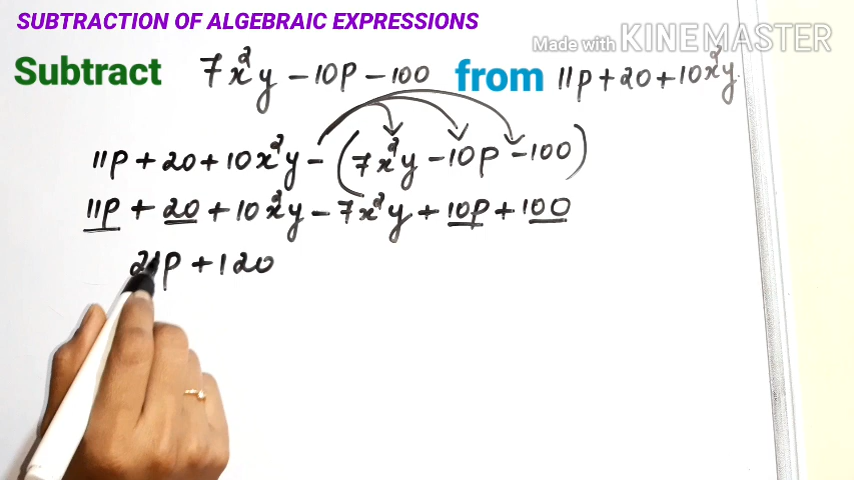 SUBTRACTION OF ALGEBRAIC EXPRESSIONS
Made with KINEMASTER
Subtract 7x²y - 10p - 100 from 11p + 20 + 10x²y
11p + 20 + 10x²y - (7x²y - 10p - 100)
11p + 20 + 10x²y - 7x²y + 10p + 100
21p + 120